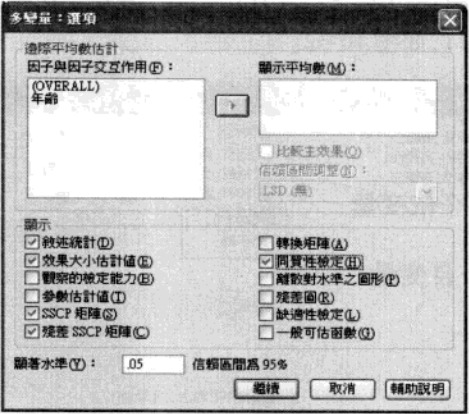 多變量：選項
邊際平均數估計
因子與因子交互作用(F)：
(OVERALL)
年齡
顯示平均數(M)：
比較主效果(O)
信賴區間調整(N)：
LSD (無)
顯示
敘述統計(D)
效果大小估計值(E)
觀察的檢定能力(B)
參數估計值(T)
SSCP 矩陣(S)
殘差 SSCP 矩陣(C)
轉換矩陣(A)
同質性檢定(H)
離散對水準之圖形(P)
殘差圖(R)
缺適性檢定(L)
一般可估函數(G)
顯著水準(Y)： .05 信賴區間為 95%
繼續 取消 輔助說明